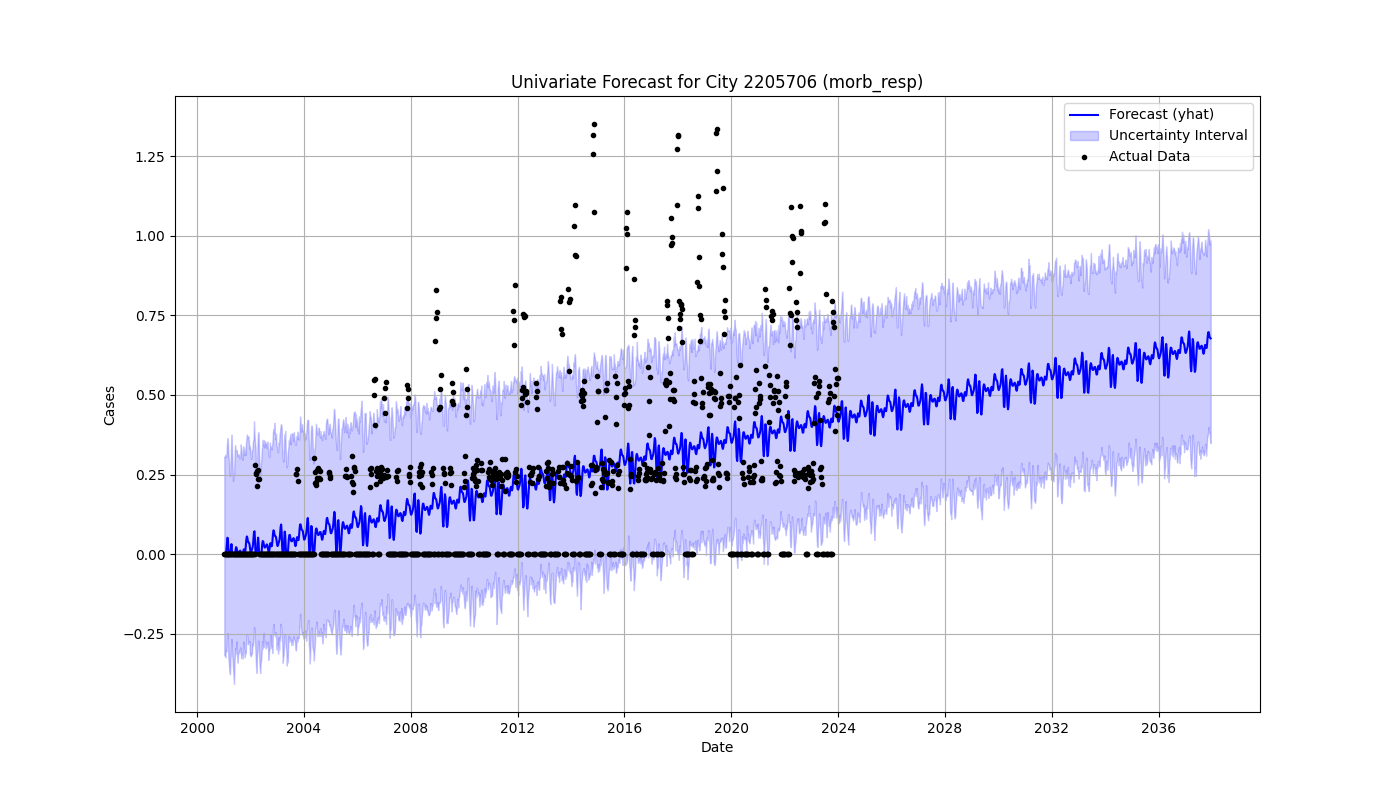 Univariate Forecast for City 2205706 (morb_resp)
Forecast (yhat)
Uncertainty Interval
Actual Data
1.25
1.00
0.75
0.50
0.25
0.00
−0.25
Cases
2000 2004 2008 2012 2016 2020 2024 2028 2032 2036
Date